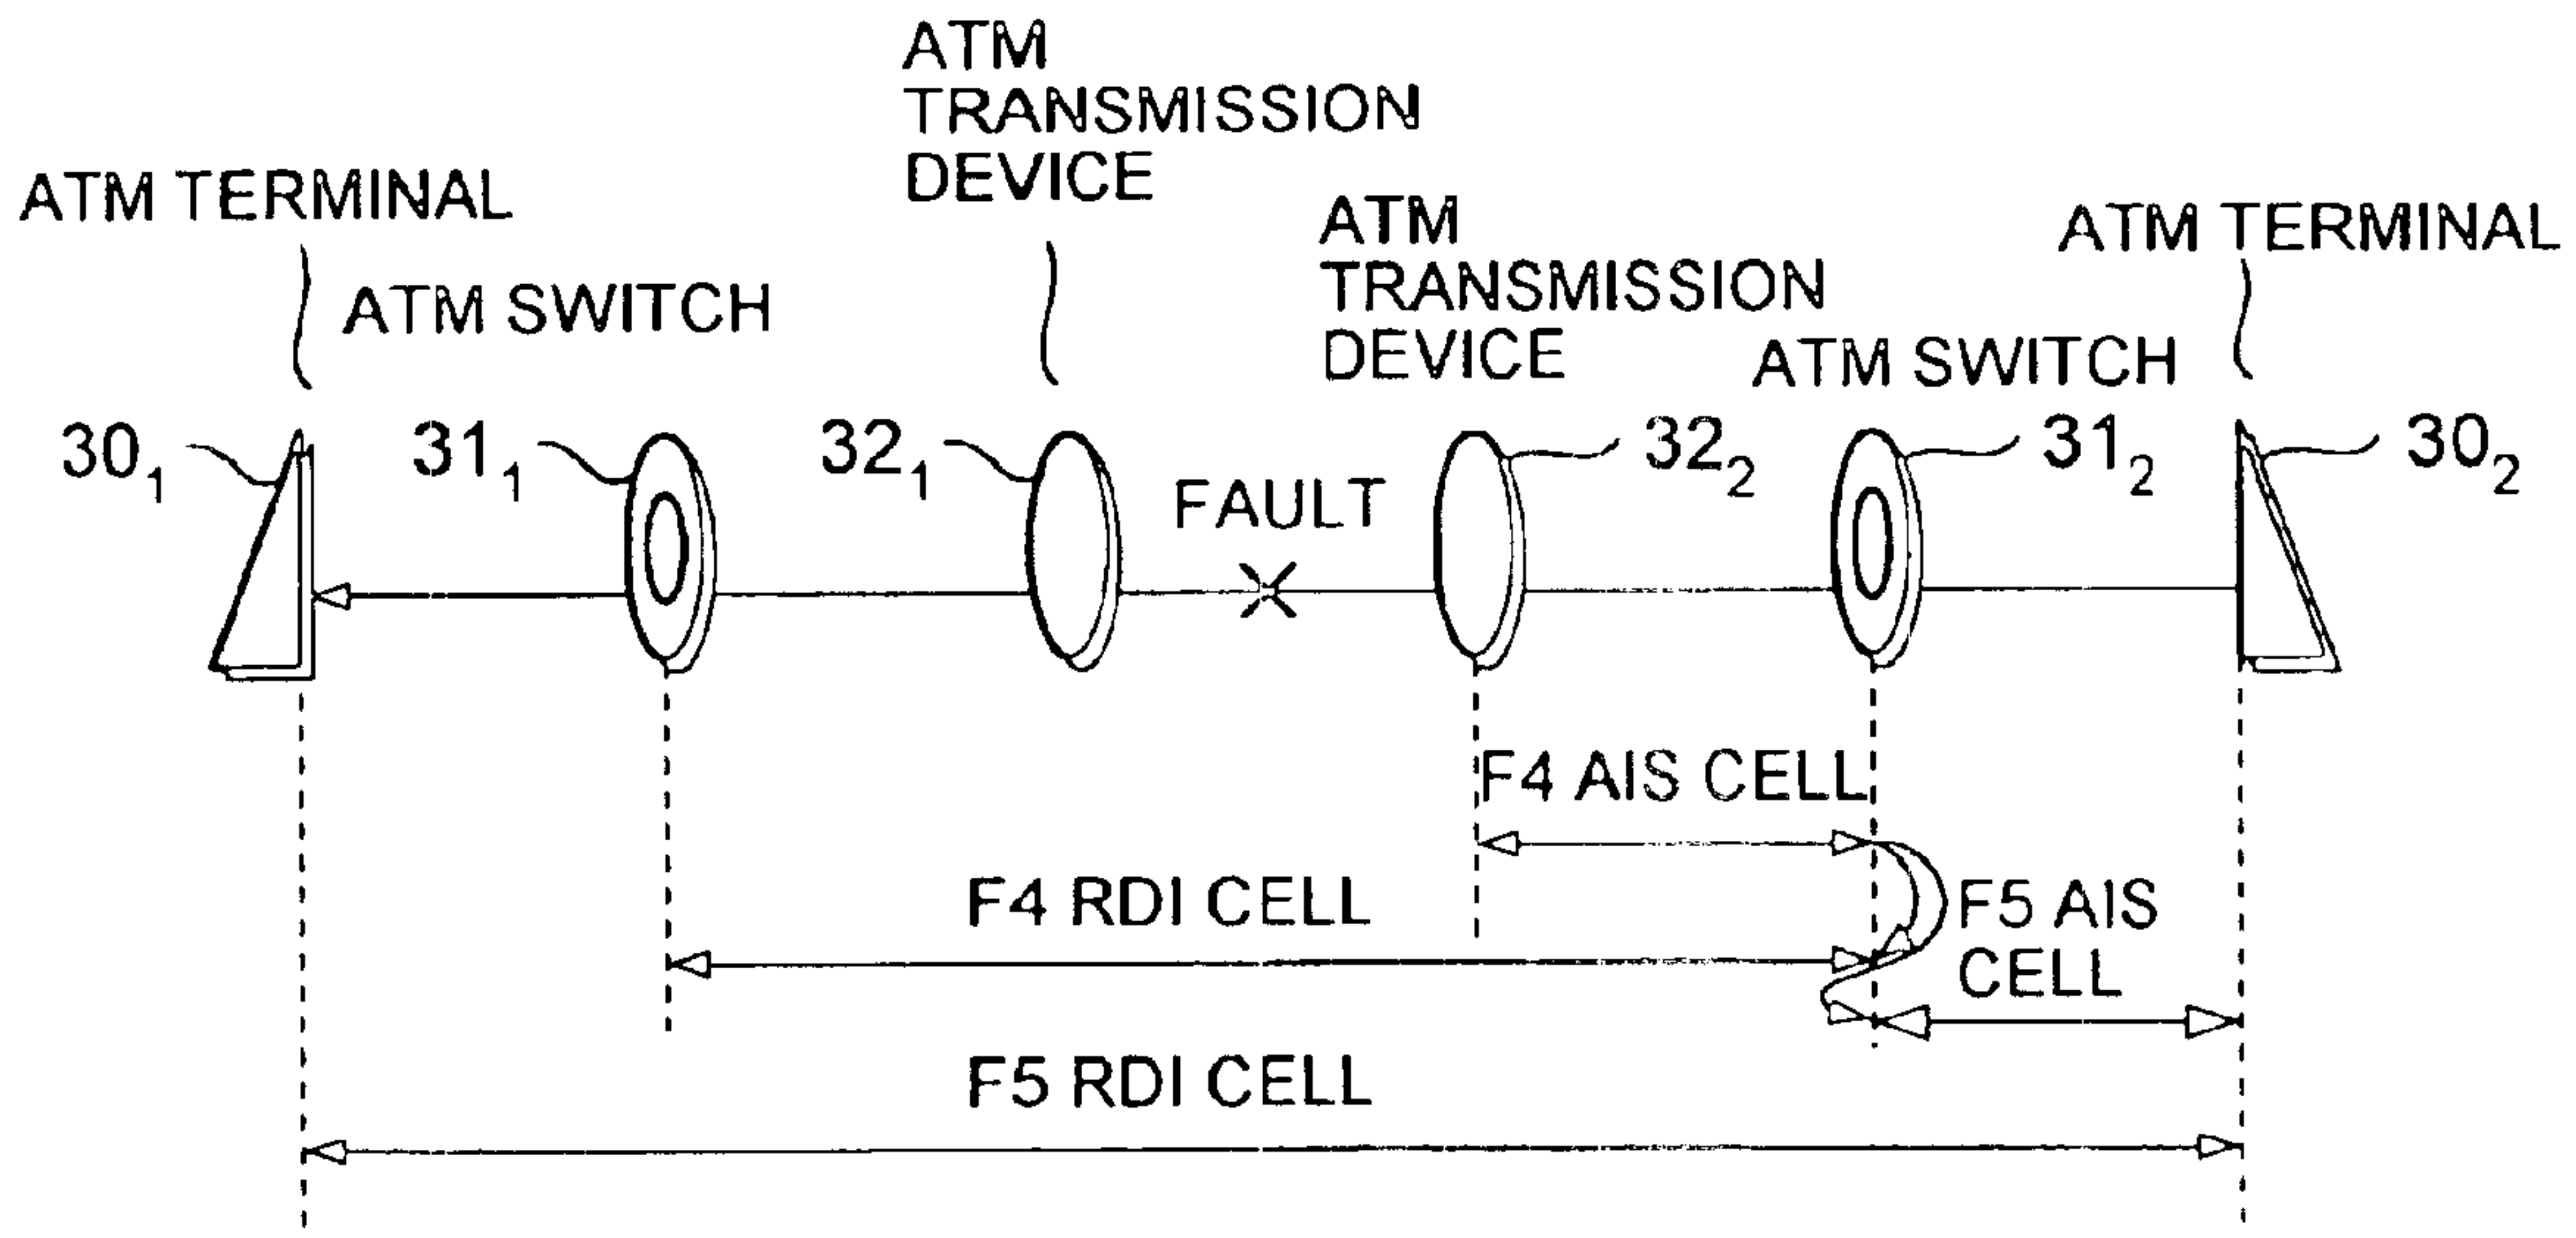 ATM
TRANSMISSION
DEVICE
ATM TERMINAL
ATM SWITCH
ATM
TRANSMISSION
DEVICE
ATM TERMINAL
ATM SWITCH
30₁
31₁
32₁
FAULT
32₂
31₂
30₂
F4 AIS CELL
F4 RDI CELL
F5 AIS
CELL
F5 RDI CELL